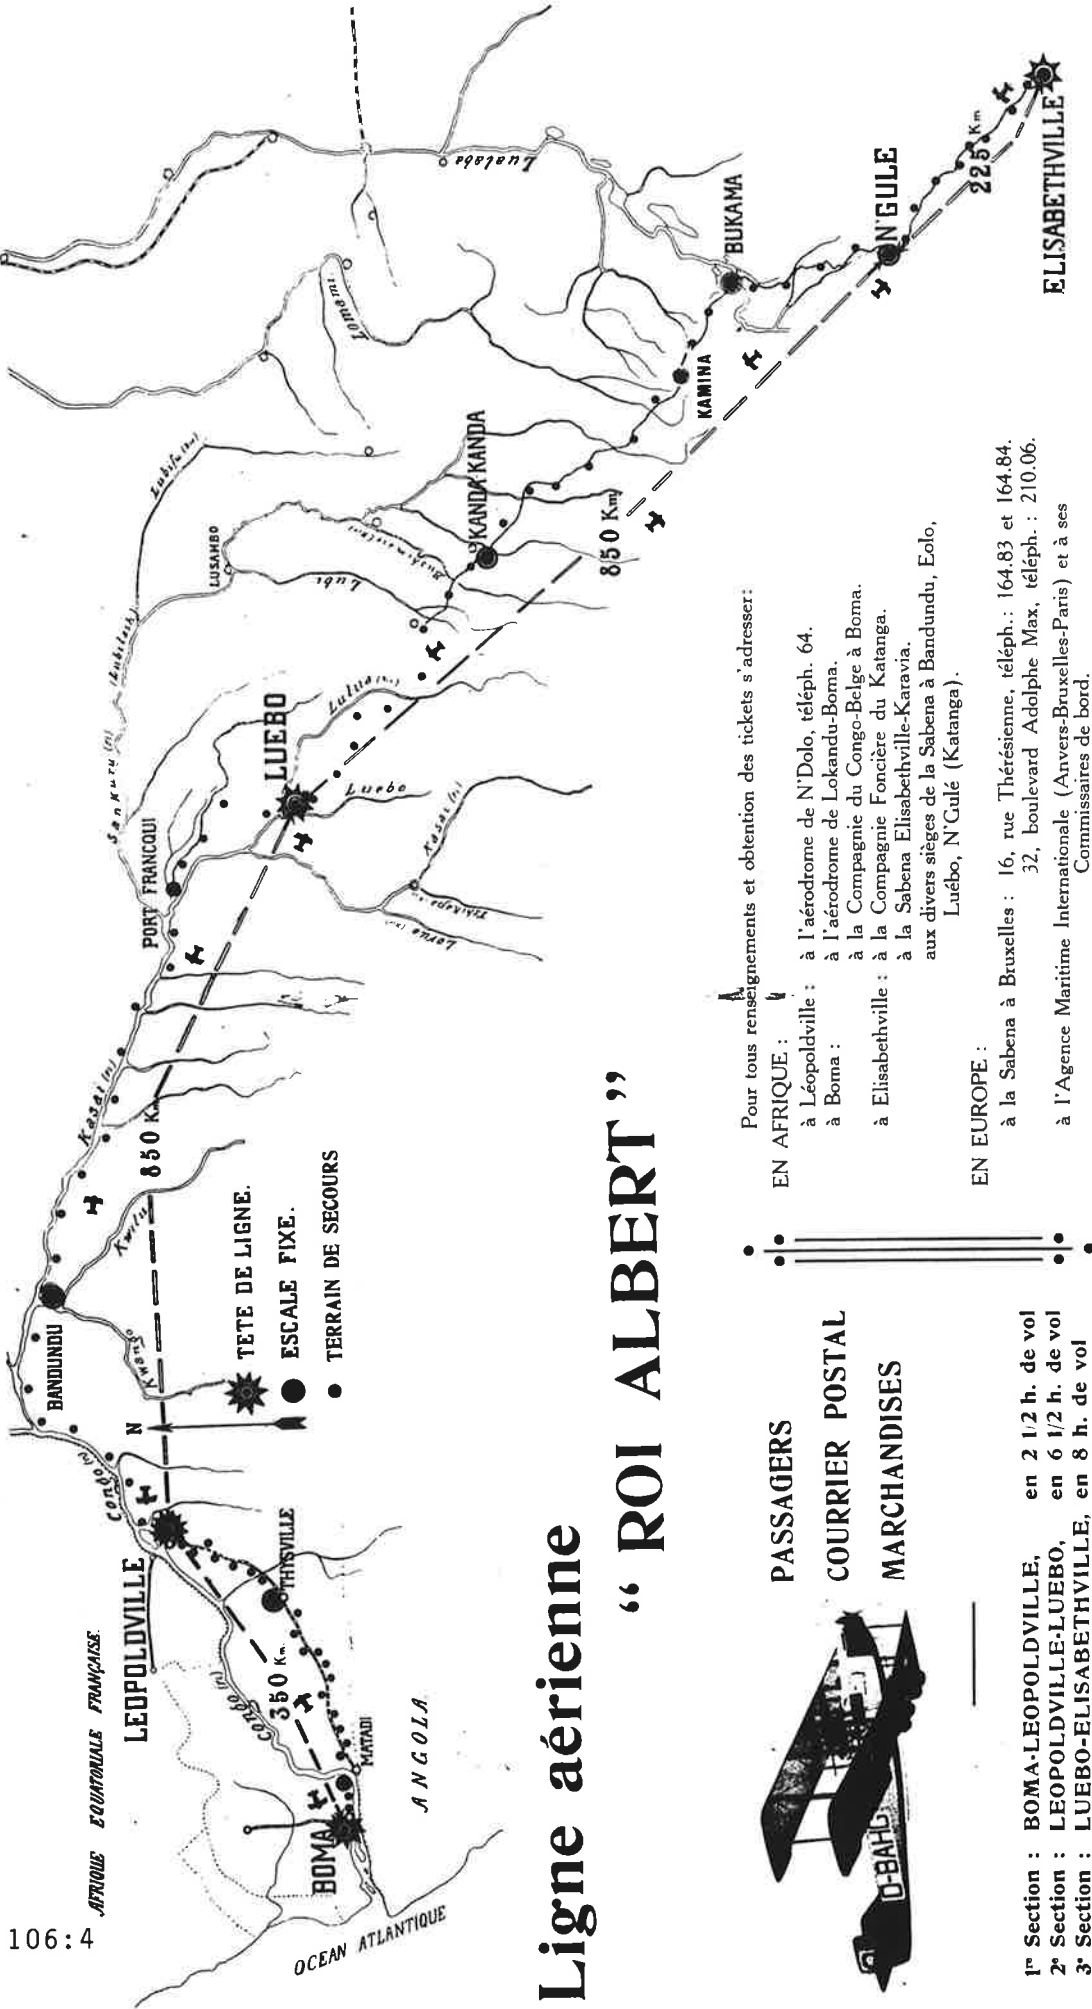 106:4
AFRIQUE EQUATORIALE FRANÇAISE.
LEOPOLDVILLE
BOMA
OCEAN ATLANTIQUE
ANGOLA
MATADI
THYSVILLE
350 Km.
Congo (R)
Congo (R)
N
BANDUNDU
Kwango
Kwilu
Kasaï (R)
850 Km
PORT FRANCQUI
Sankuru (R) (Lubilash)
LUSAMBO
Lubi
Bushimaie (R)
Lubefu (R)
LUEBO
Luebo
Lulua (R)
Kasaï (R)
Tshikapa
Lovua (R)
KANDA-KANDA
850 Km
Lomami
Lualaba
KAMINA
BUKAMA
N'GULE
225 Km
ELISABETHVILLE
TETE DE LIGNE.
ESCALE FIXE.
TERRAIN DE SECOURS
Ligne aérienne
“ ROI ALBERT ”
O-BAHO
PASSAGERS
COURRIER POSTAL
MARCHANDISES
1re Section : BOMA-LEOPOLDVILLE, en 2 1/2 h. de vol
2e Section : LEOPOLDVILLE-LUEBO, en 6 1/2 h. de vol
3e Section : LUEBO-ELISABETHVILLE, en 8 h. de vol
Pour tous renseignements et obtention des tickets s'adresser:
EN AFRIQUE :
à Léopoldville : à l'aérodrome de N'Dolo, téléph. 64.
à Boma : à l'aérodrome de Lokandu-Boma.
à la Compagnie du Congo-Belge à Boma.
à Elisabethville : à la Compagnie Foncière du Katanga.
à la Sabena Elisabethville-Karavia.
aux divers sièges de la Sabena à Bandundu, Eolo,
Luébo, N'Gulé (Katanga).
EN EUROPE :
à la Sabena à Bruxelles : 16, rue Thérésienne, téléph.: 164.83 et 164.84.
32, boulevard Adolphe Max, téléph. : 210.06.
à l'Agence Maritime Internationale (Anvers-Bruxelles-Paris) et à ses
Commissaires de bord.